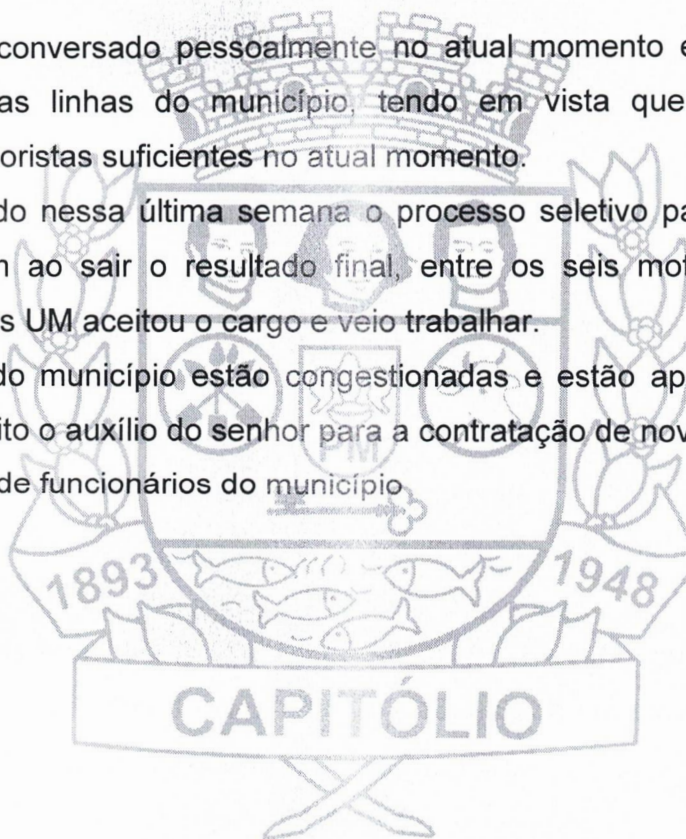 conversado pessoalmente no atual momento e
as linhas do município, tendo em vista que
oristas suficientes no atual momento.
do nessa última semana o processo seletivo pa
n ao sair o resultado final, entre os seis mot
s UM aceitou o cargo e veio trabalhar.
do município estão congestionadas e estão ap
ito o auxílio do senhor para a contratação de nov
de funcionários do município
PM
1893
1948
CAPITÓLIO